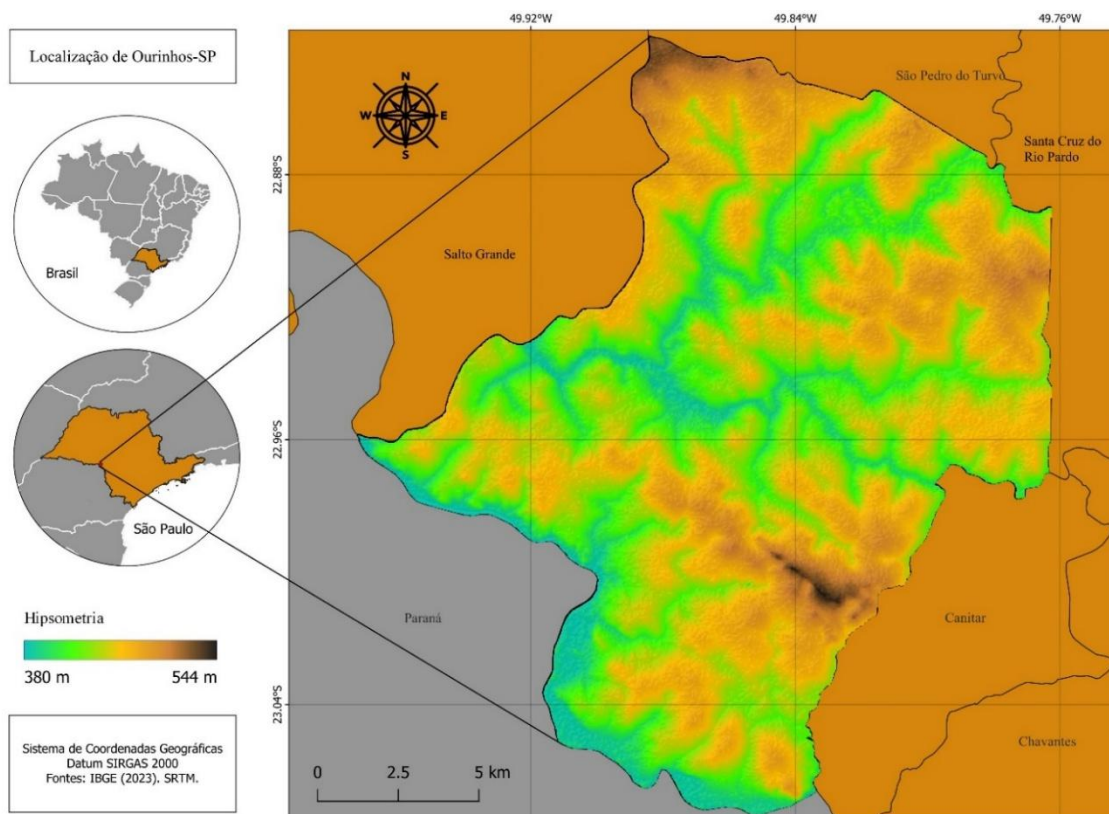 Localização de Ourinhos-SP
Brasil
São Paulo
Hipsometria
380 m
544 m
Sistema de Coordenadas Geográficas
Datum SIRGAS 2000
Fontes: IBGE (2023). SRTM.
49.92°W
49.84°W
49.76°W
22.88°S
22.96°S
23.04°S
N
W
E
S
São Pedro do Turvo
Santa Cruz do
Rio Pardo
Salto Grande
Paraná
Canitar
Chavantes
0
2.5
5 km